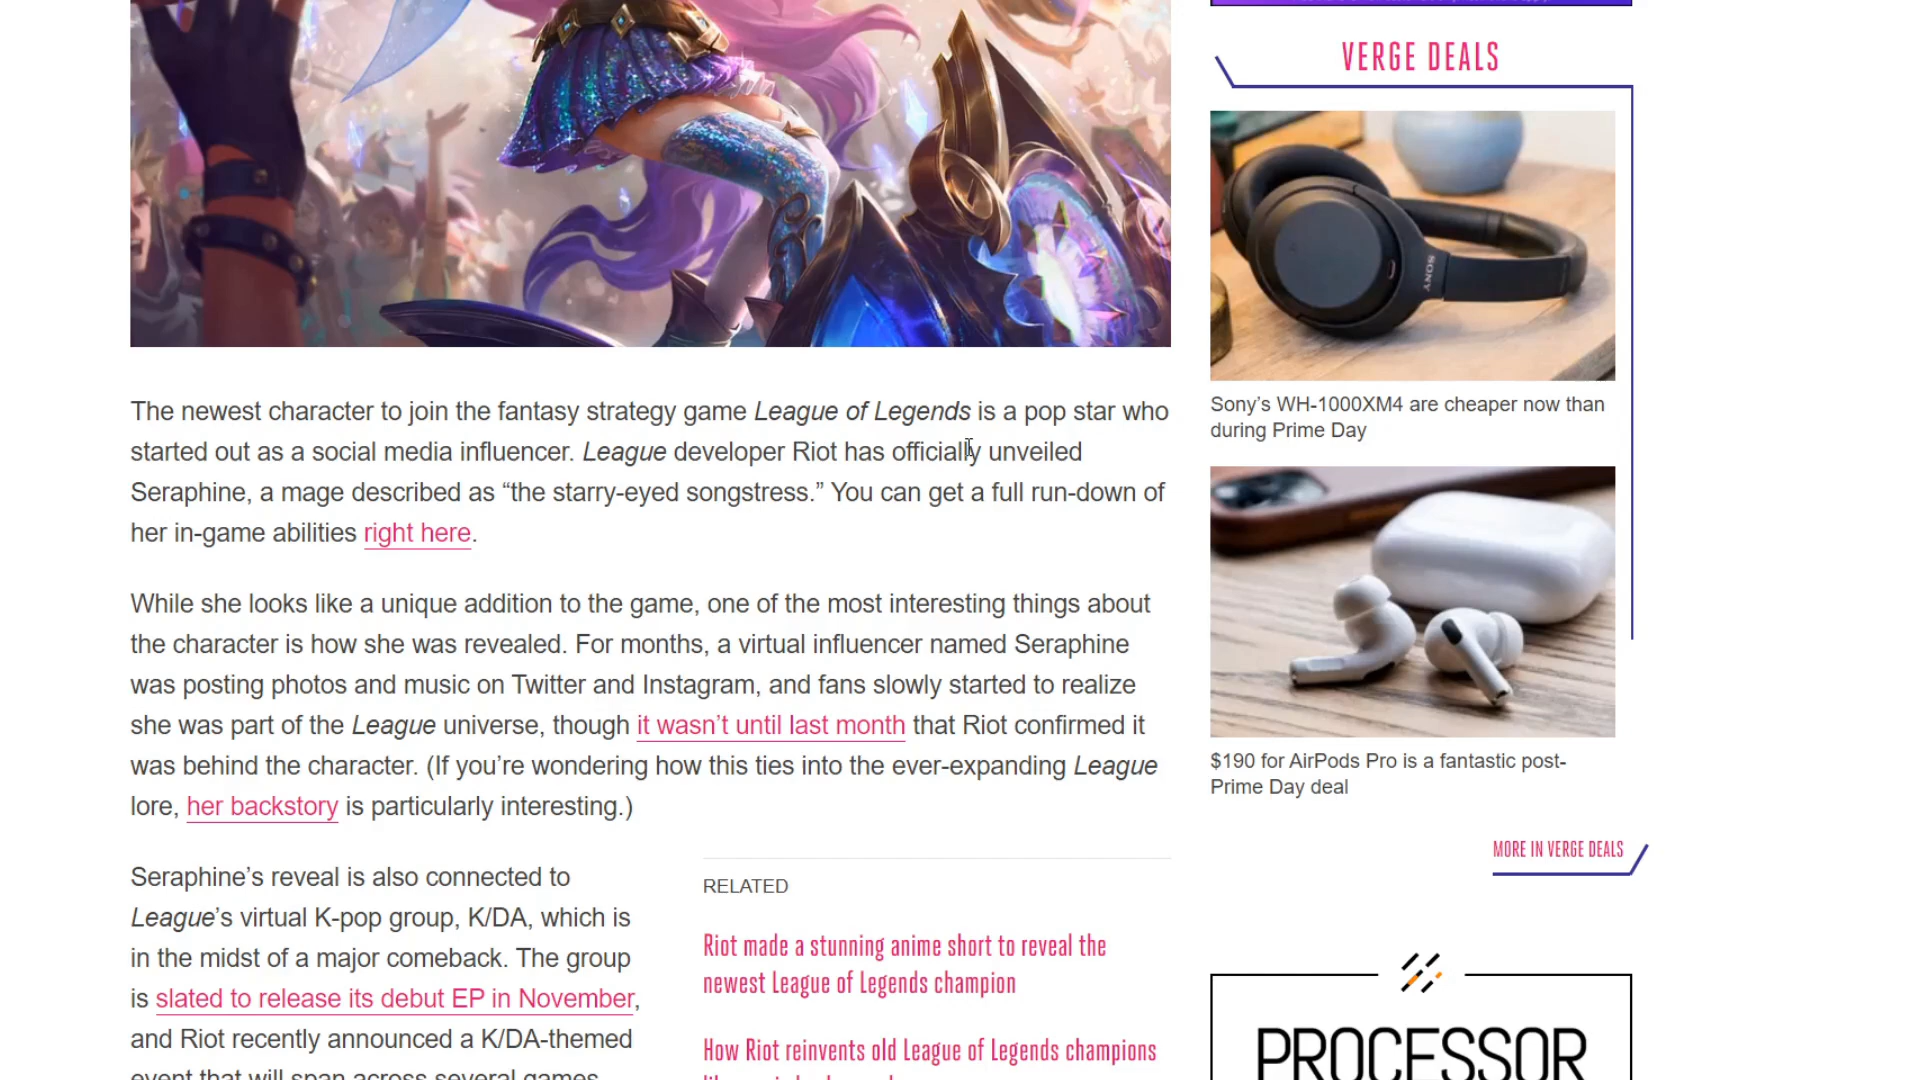 The newest character to join the fantasy strategy game League of Legends is a pop star who
started out as a social media influencer. League developer Riot has officially unveiled
Seraphine, a mage described as “the starry-eyed songstress.” You can get a full run-down of
her in-game abilities right here.
While she looks like a unique addition to the game, one of the most interesting things about
the character is how she was revealed. For months, a virtual influencer named Seraphine
was posting photos and music on Twitter and Instagram, and fans slowly started to realize
she was part of the League universe, though it wasn’t until last month that Riot confirmed it
was behind the character. (If you’re wondering how this ties into the ever-expanding League
lore, her backstory is particularly interesting.)
Seraphine’s reveal is also connected to
League’s virtual K-pop group, K/DA, which is
in the midst of a major comeback. The group
is slated to release its debut EP in November,
and Riot recently announced a K/DA-themed
event that will span across several games.
RELATED
Riot made a stunning anime short to reveal the
newest League of Legends champion
How Riot reinvents old League of Legends champions
VERGE DEALS
SONY
Sony’s WH-1000XM4 are cheaper now than
during Prime Day
$190 for AirPods Pro is a fantastic post-
Prime Day deal
MORE IN VERGE DEALS
PROCESSOR